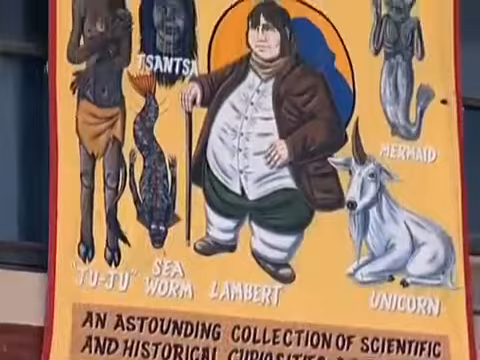 TSANTSA
MERMAID
"JU-JU"
SEA
WORM
LAMBERT
UNICORN
AN ASTOUNDING COLLECTION OF SCIENTIFIC
AND HISTORICAL CURIOSITIES